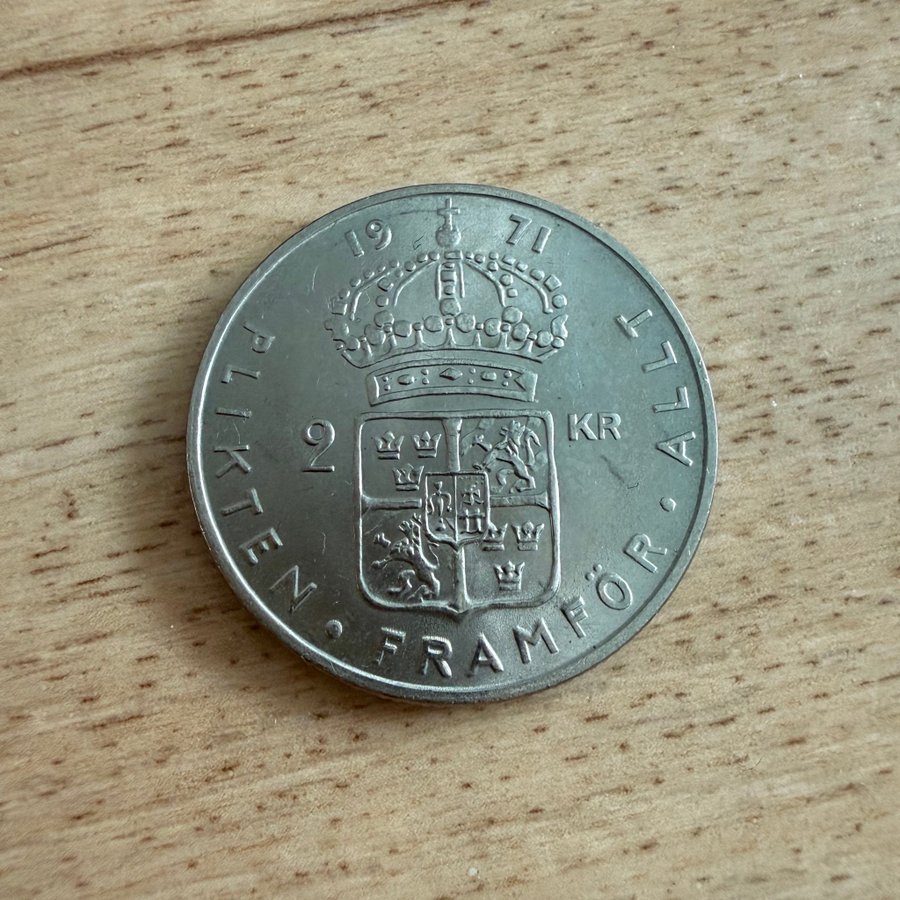 19 71
2 KR
PLIKTEN • FRAMFÖR • ALLT